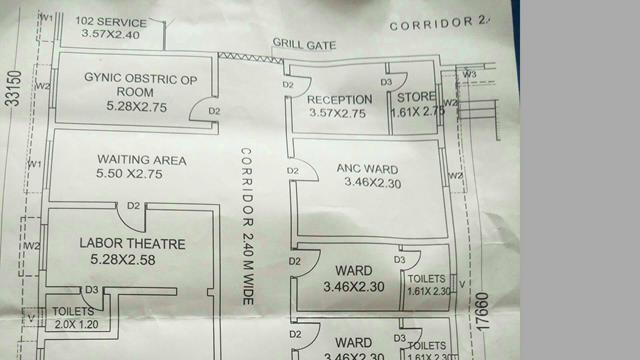 102 SERVICE
3.57X2.40
W1
GRILL GATE
CORRIDOR 2.
33150
W2
GYNIC OBSTRIC OP
ROOM
5.28X2.75
D2
D2
RECEPTION
3.57X2.75
D3
STORE
1.61X 2.75
W2
W3
W1
WAITING AREA
5.50 X2.75
D2
CORRIDOR 2.40 M WIDE
D2
ANC WARD
3.46X2.30
W2
W2
LABOR THEATRE
5.28X2.58
D3
D2
WARD
3.46X2.30
D3
TOILETS
1.61X 2.30
V
17660
V
TOILETS
2.0X 1.20
D2
WARD
3.46X2.30
D3
TOILETS
1.61X 2.30